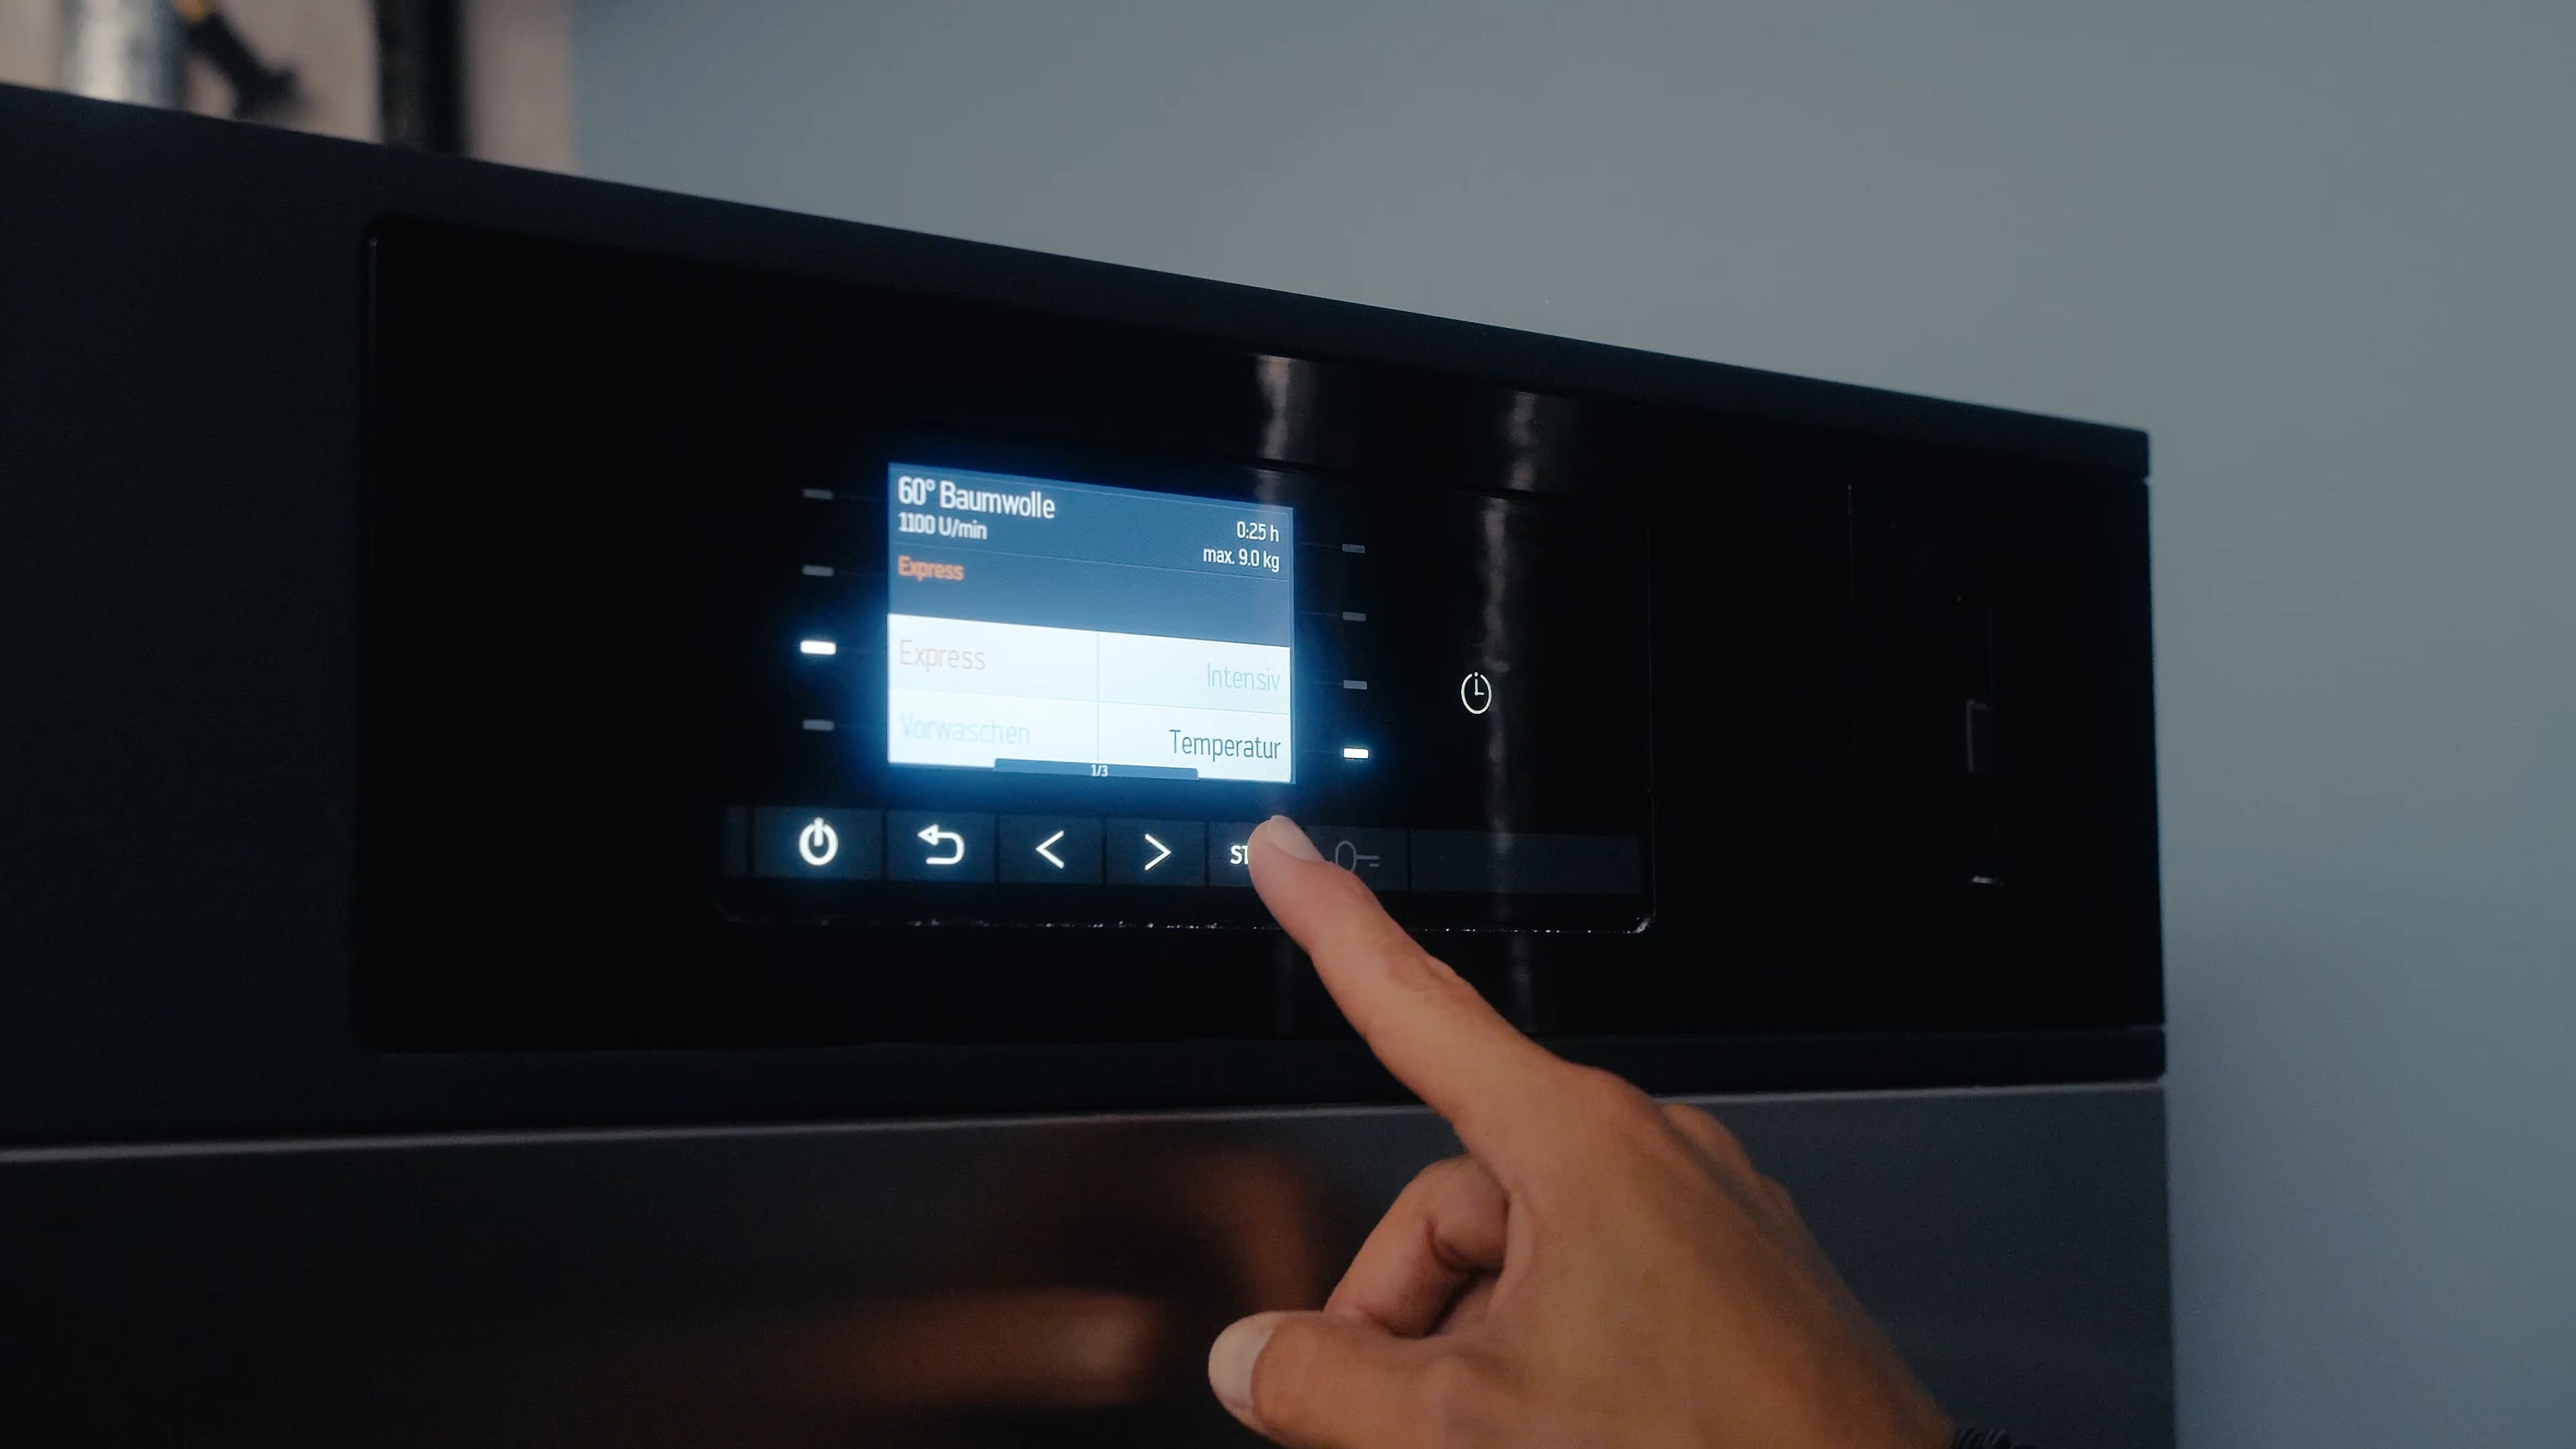 60° Baumwolle
1100 U/min
0:25 h
max. 9.0 kg
Express
Express
Intensiv
Vorwaschen
Temperatur
1/3